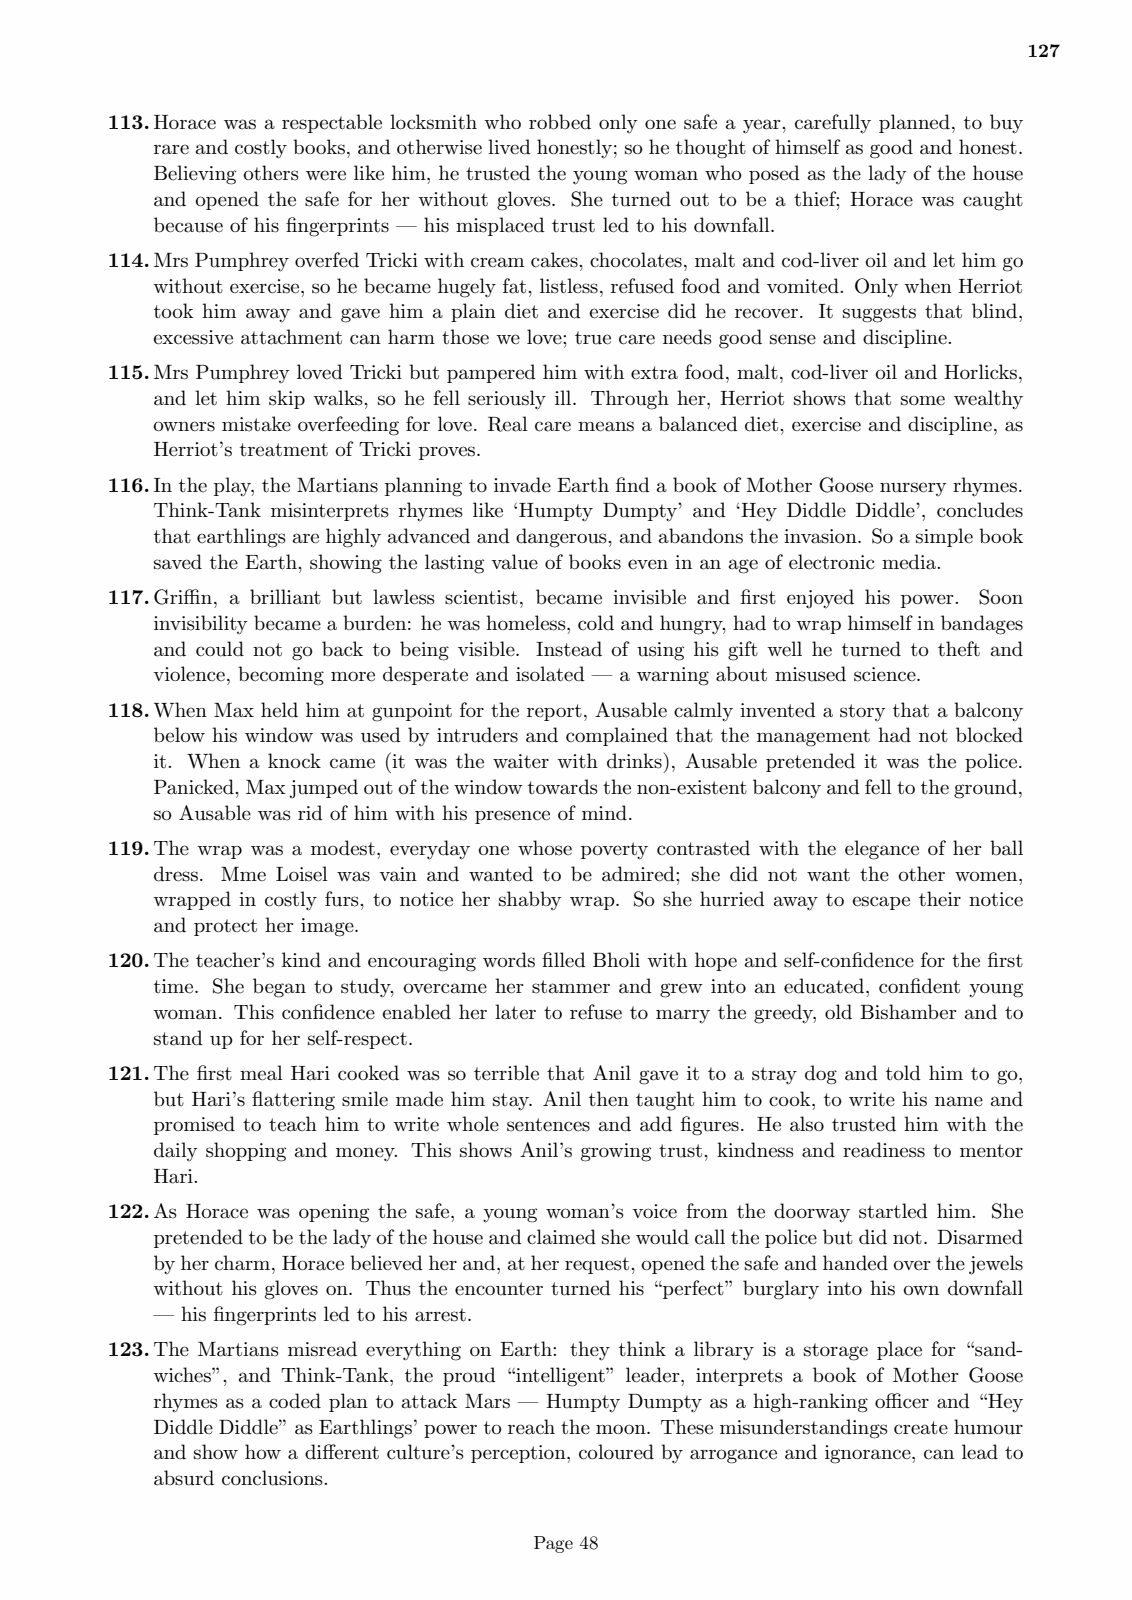 127
113. Horace was a respectable locksmith who robbed only one safe a year, carefully planned, to buy
rare and costly books, and otherwise lived honestly; so he thought of himself as good and honest.
Believing others were like him, he trusted the young woman who posed as the lady of the house
and opened the safe for her without gloves. She turned out to be a thief; Horace was caught
because of his fingerprints — his misplaced trust led to his downfall.
114. Mrs Pumphrey overfed Tricki with cream cakes, chocolates, malt and cod-liver oil and let him go
without exercise, so he became hugely fat, listless, refused food and vomited. Only when Herriot
took him away and gave him a plain diet and exercise did he recover. It suggests that blind,
excessive attachment can harm those we love; true care needs good sense and discipline.
115. Mrs Pumphrey loved Tricki but pampered him with extra food, malt, cod-liver oil and Horlicks,
and let him skip walks, so he fell seriously ill. Through her, Herriot shows that some wealthy
owners mistake overfeeding for love. Real care means a balanced diet, exercise and discipline, as
Herriot's treatment of Tricki proves.
116. In the play, the Martians planning to invade Earth find a book of Mother Goose nursery rhymes.
Think-Tank misinterprets rhymes like ‘Humpty Dumpty’ and ‘Hey Diddle Diddle’, concludes
that earthlings are highly advanced and dangerous, and abandons the invasion. So a simple book
saved the Earth, showing the lasting value of books even in an age of electronic media.
117. Griffin, a brilliant but lawless scientist, became invisible and first enjoyed his power. Soon
invisibility became a burden: he was homeless, cold and hungry, had to wrap himself in bandages
and could not go back to being visible. Instead of using his gift well he turned to theft and
violence, becoming more desperate and isolated — a warning about misused science.
118. When Max held him at gunpoint for the report, Ausable calmly invented a story that a balcony
below his window was used by intruders and complained that the management had not blocked
it. When a knock came (it was the waiter with drinks), Ausable pretended it was the police.
Panicked, Max jumped out of the window towards the non-existent balcony and fell to the ground,
so Ausable was rid of him with his presence of mind.
119. The wrap was a modest, everyday one whose poverty contrasted with the elegance of her ball
dress. Mme Loisel was vain and wanted to be admired; she did not want the other women,
wrapped in costly furs, to notice her shabby wrap. So she hurried away to escape their notice
and protect her image.
120. The teacher's kind and encouraging words filled Bholi with hope and self-confidence for the first
time. She began to study, overcame her stammer and grew into an educated, confident young
woman. This confidence enabled her later to refuse to marry the greedy, old Bishamber and to
stand up for her self-respect.
121. The first meal Hari cooked was so terrible that Anil gave it to a stray dog and told him to go,
but Hari's flattering smile made him stay. Anil then taught him to cook, to write his name and
promised to teach him to write whole sentences and add figures. He also trusted him with the
daily shopping and money. This shows Anil's growing trust, kindness and readiness to mentor
Hari.
122. As Horace was opening the safe, a young woman's voice from the doorway startled him. She
pretended to be the lady of the house and claimed she would call the police but did not. Disarmed
by her charm, Horace believed her and, at her request, opened the safe and handed over the jewels
without his gloves on. Thus the encounter turned his “perfect” burglary into his own downfall
— his fingerprints led to his arrest.
123. The Martians misread everything on Earth: they think a library is a storage place for “sand-
wiches”, and Think-Tank, the proud “intelligent” leader, interprets a book of Mother Goose
rhymes as a coded plan to attack Mars — Humpty Dumpty as a high-ranking officer and “Hey
Diddle Diddle” as Earthlings' power to reach the moon. These misunderstandings create humour
and show how a different culture's perception, coloured by arrogance and ignorance, can lead to
absurd conclusions.
Page 48